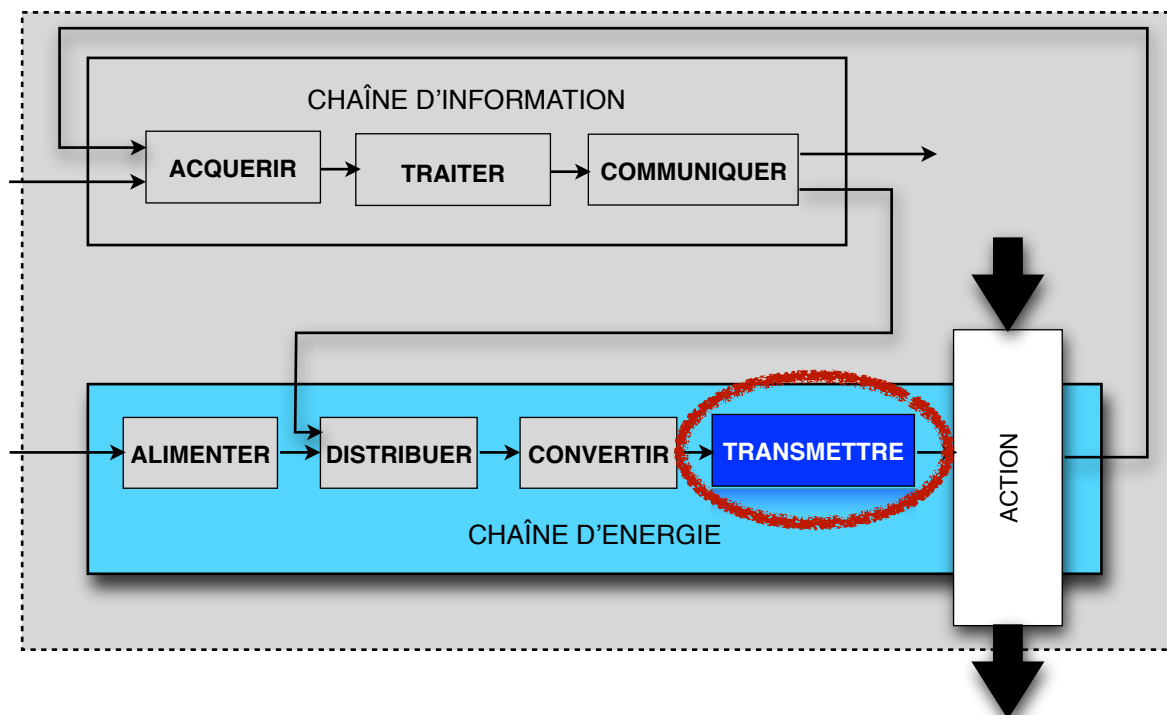 CHAÎNE D'INFORMATION
ACQUERIR
TRAITER
COMMUNIQUER
ALIMENTER
DISTRIBUER
CONVERTIR
TRANSMETTRE
ACTION
CHAÎNE D'ENERGIE